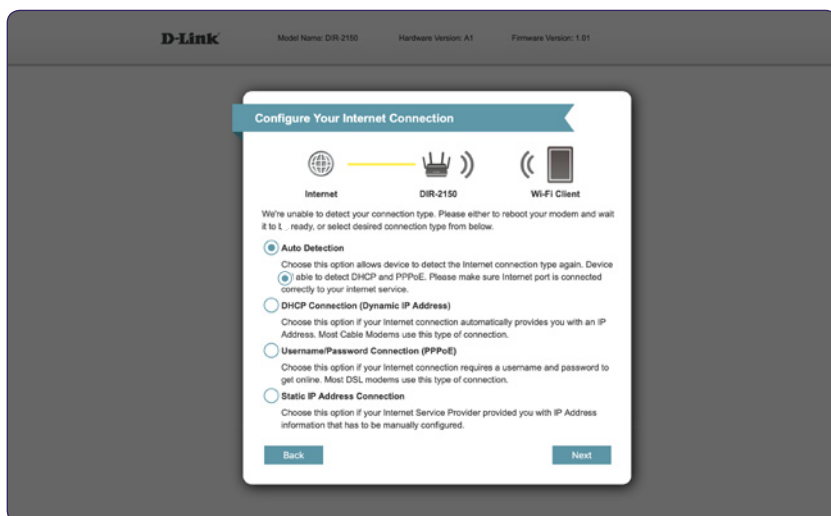 D-Link
Model Name: DIR-2150 Hardware Version: A1 Firmware Version: 1.01
Configure Your Internet Connection
Internet DIR-2150 Wi-Fi Client
We're unable to detect your connection type. Please either to reboot your modem and wait
it to ready, or select desired connection type from below.
Auto Detection
Choose this option allows device to detect the Internet connection type again. Device
able to detect DHCP and PPPoE. Please make sure Internet port is connected
correctly to your internet service.
DHCP Connection (Dynamic IP Address)
Choose this option if your Internet connection automatically provides you with an IP
Address. Most Cable Modems use this type of connection.
Username/Password Connection (PPPoE)
Choose this option if your Internet connection requires a username and password to
get online. Most DSL modems use this type of connection.
Static IP Address Connection
Choose this option if your Internet Service Provider provided you with IP Address
information that has to be manually configured.
Back Next